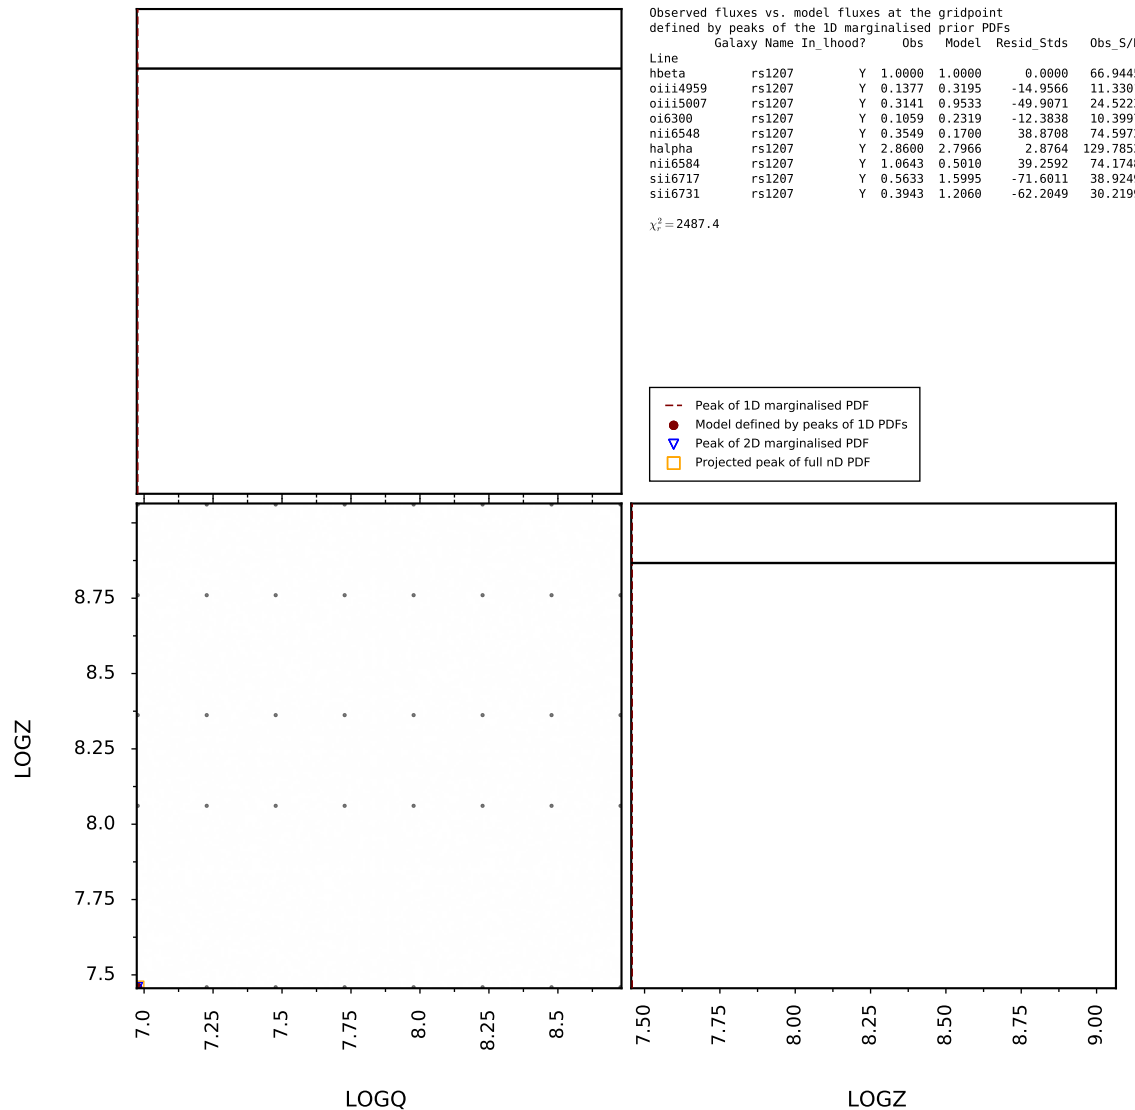 Observed fluxes vs. model fluxes at the gridpoint
defined by peaks of the 1D marginalised prior PDFs
Galaxy Name In_lhood? Obs Model Resid_Stds
Line
hbeta rs1207 Y 1.0000 1.0000 0.0000
oiii4959 rs1207 Y 0.1377 0.3195 -14.9566
oiii5007 rs1207 Y 0.3141 0.9533 -49.9071
oi6300 rs1207 Y 0.1059 0.2319 -12.3838
nii6548 rs1207 Y 0.3549 0.1700 38.8708
halpha rs1207 Y 2.8600 2.7966 2.8764
nii6584 rs1207 Y 1.0643 0.5010 39.2592
sii6717 rs1207 Y 0.5633 1.5995 -71.6011
sii6731 rs1207 Y 0.3943 1.2060 -62.2049
χ²ᵣ = 2487.4
Peak of 1D marginalised PDF
Model defined by peaks of 1D PDFs
Peak of 2D marginalised PDF
Projected peak of full nD PDF
LOGZ
8.75
8.5
8.25
8.0
7.75
7.5
7.0 7.25 7.5 7.75 8.0 8.25 8.5
LOGQ
7.50 7.75 8.00 8.25 8.50 8.75 9.00
LOGZ